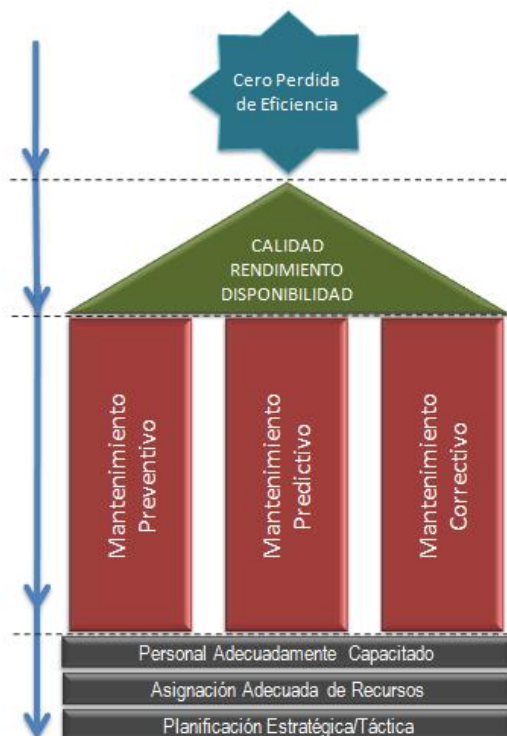 Cero Perdida
de Eficiencia
CALIDAD
RENDIMIENTO
DISPONIBILIDAD
Mantenimiento
Preventivo
Mantenimiento
Predictivo
Mantenimiento
Correctivo
Personal Adecuadamente Capacitado
Asignación Adecuada de Recursos
Planificación Estratégica/Táctica